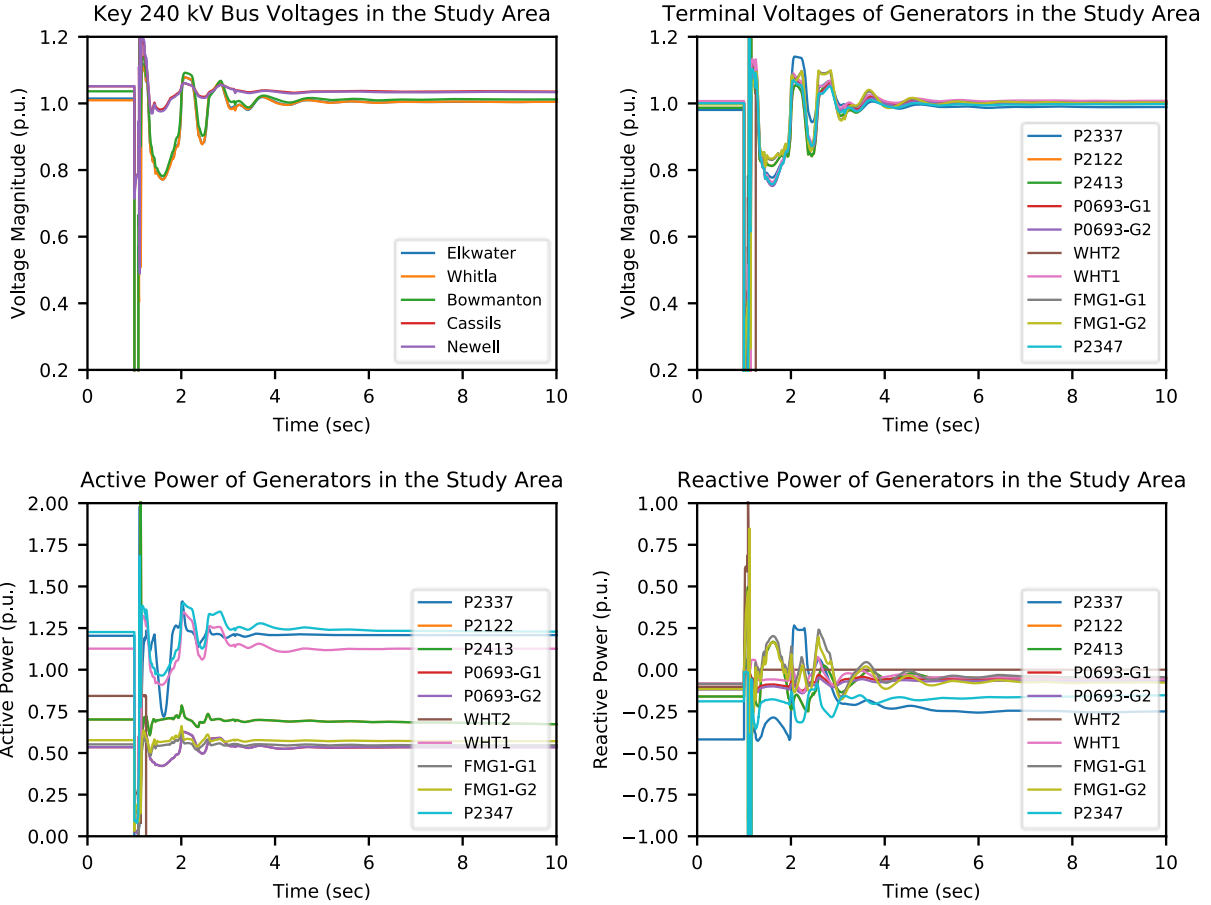 Key 240 kV Bus Voltages in the Study Area
Voltage Magnitude (p.u.)
1.2
1.0
0.8
0.6
0.4
0.2
0
2
4
6
8
10
Time (sec)
Elkwater
Whitla
Bowmanton
Cassils
Newell
Terminal Voltages of Generators in the Study Area
Voltage Magnitude (p.u.)
1.2
1.0
0.8
0.6
0.4
0.2
0
2
4
6
8
10
Time (sec)
P2337
P2122
P2413
P0693-G1
P0693-G2
WHT2
WHT1
FMG1-G1
FMG1-G2
P2347
Active Power of Generators in the Study Area
Active Power (p.u.)
2.00
1.75
1.50
1.25
1.00
0.75
0.50
0.25
0.00
0
2
4
6
8
10
Time (sec)
P2337
P2122
P2413
P0693-G1
P0693-G2
WHT2
WHT1
FMG1-G1
FMG1-G2
P2347
Reactive Power of Generators in the Study Area
Reactive Power (p.u.)
1.00
0.75
0.50
0.25
0.00
−0.25
−0.50
−0.75
−1.00
0
2
4
6
8
10
Time (sec)
P2337
P2122
P2413
P0693-G1
P0693-G2
WHT2
WHT1
FMG1-G1
FMG1-G2
P2347